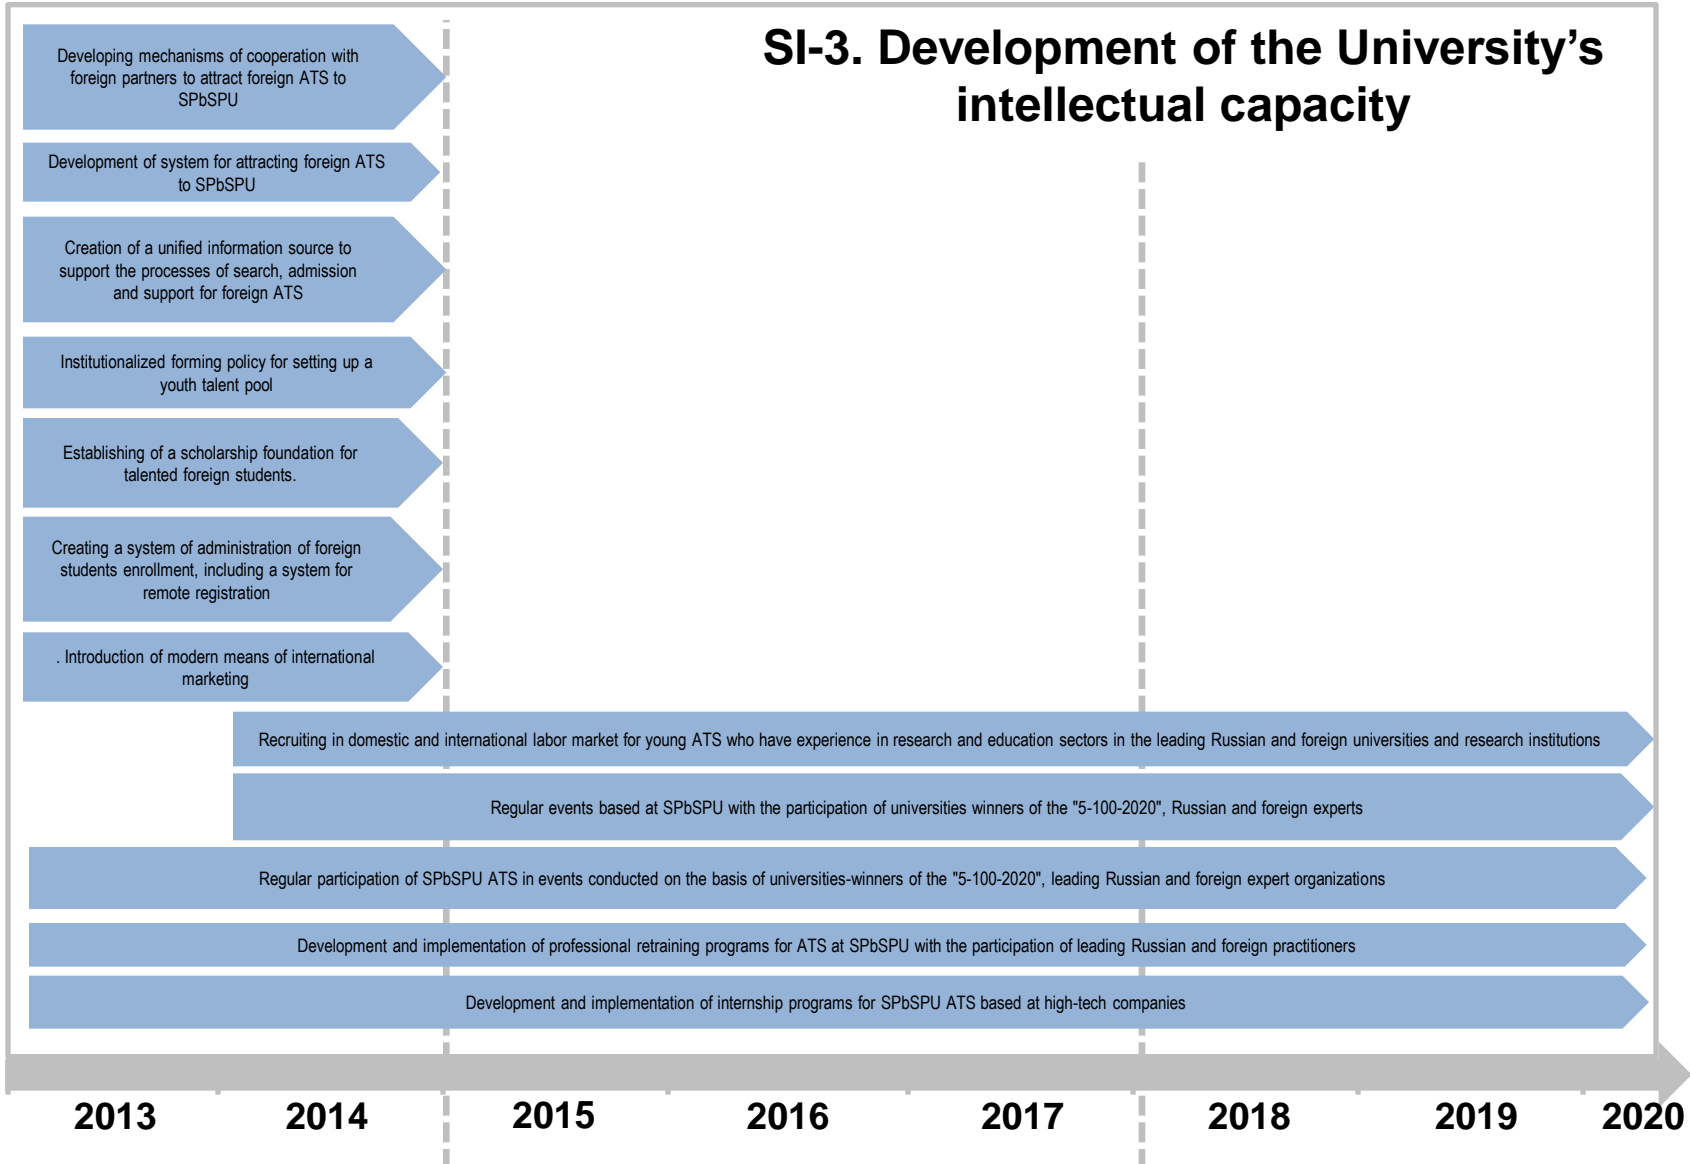 SI-3. Development of the University’s
intellectual capacity
Developing mechanisms of cooperation with
foreign partners to attract foreign ATS to
SPbSPU
Development of system for attracting foreign ATS
to SPbSPU
Creation of a unified information source to
support the processes of search, admission
and support for foreign ATS
Institutionalized forming policy for setting up a
youth talent pool
Establishing of a scholarship foundation for
talented foreign students.
Creating a system of administration of foreign
students enrollment, including a system for
remote registration
. Introduction of modern means of international
marketing
Recruiting in domestic and international labor market for young ATS who have experience in research and education sectors in the leading Russian and foreign universities and research institutions
Regular events based at SPbSPU with the participation of universities winners of the "5-100-2020", Russian and foreign experts
Regular participation of SPbSPU ATS in events conducted on the basis of universities-winners of the "5-100-2020", leading Russian and foreign expert organizations
Development and implementation of professional retraining programs for ATS at SPbSPU with the participation of leading Russian and foreign practitioners
Development and implementation of internship programs for SPbSPU ATS based at high-tech companies
2013 2014 2015 2016 2017 2018 2019 2020